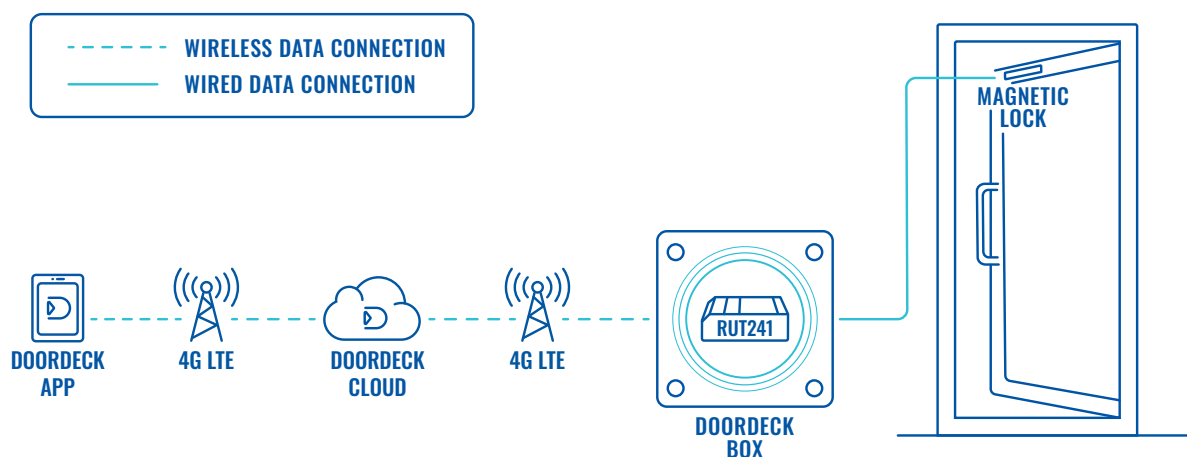 WIRELESS DATA CONNECTION
WIRED DATA CONNECTION
MAGNETIC
LOCK
RUT241
DOORDECK
APP
4G LTE
DOORDECK
CLOUD
4G LTE
DOORDECK
BOX